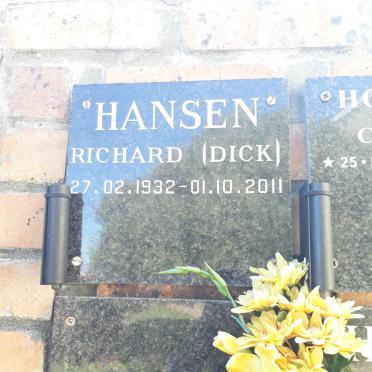 HANSEN
RICHARD (DICK)
27.02.1932-01.10.2011